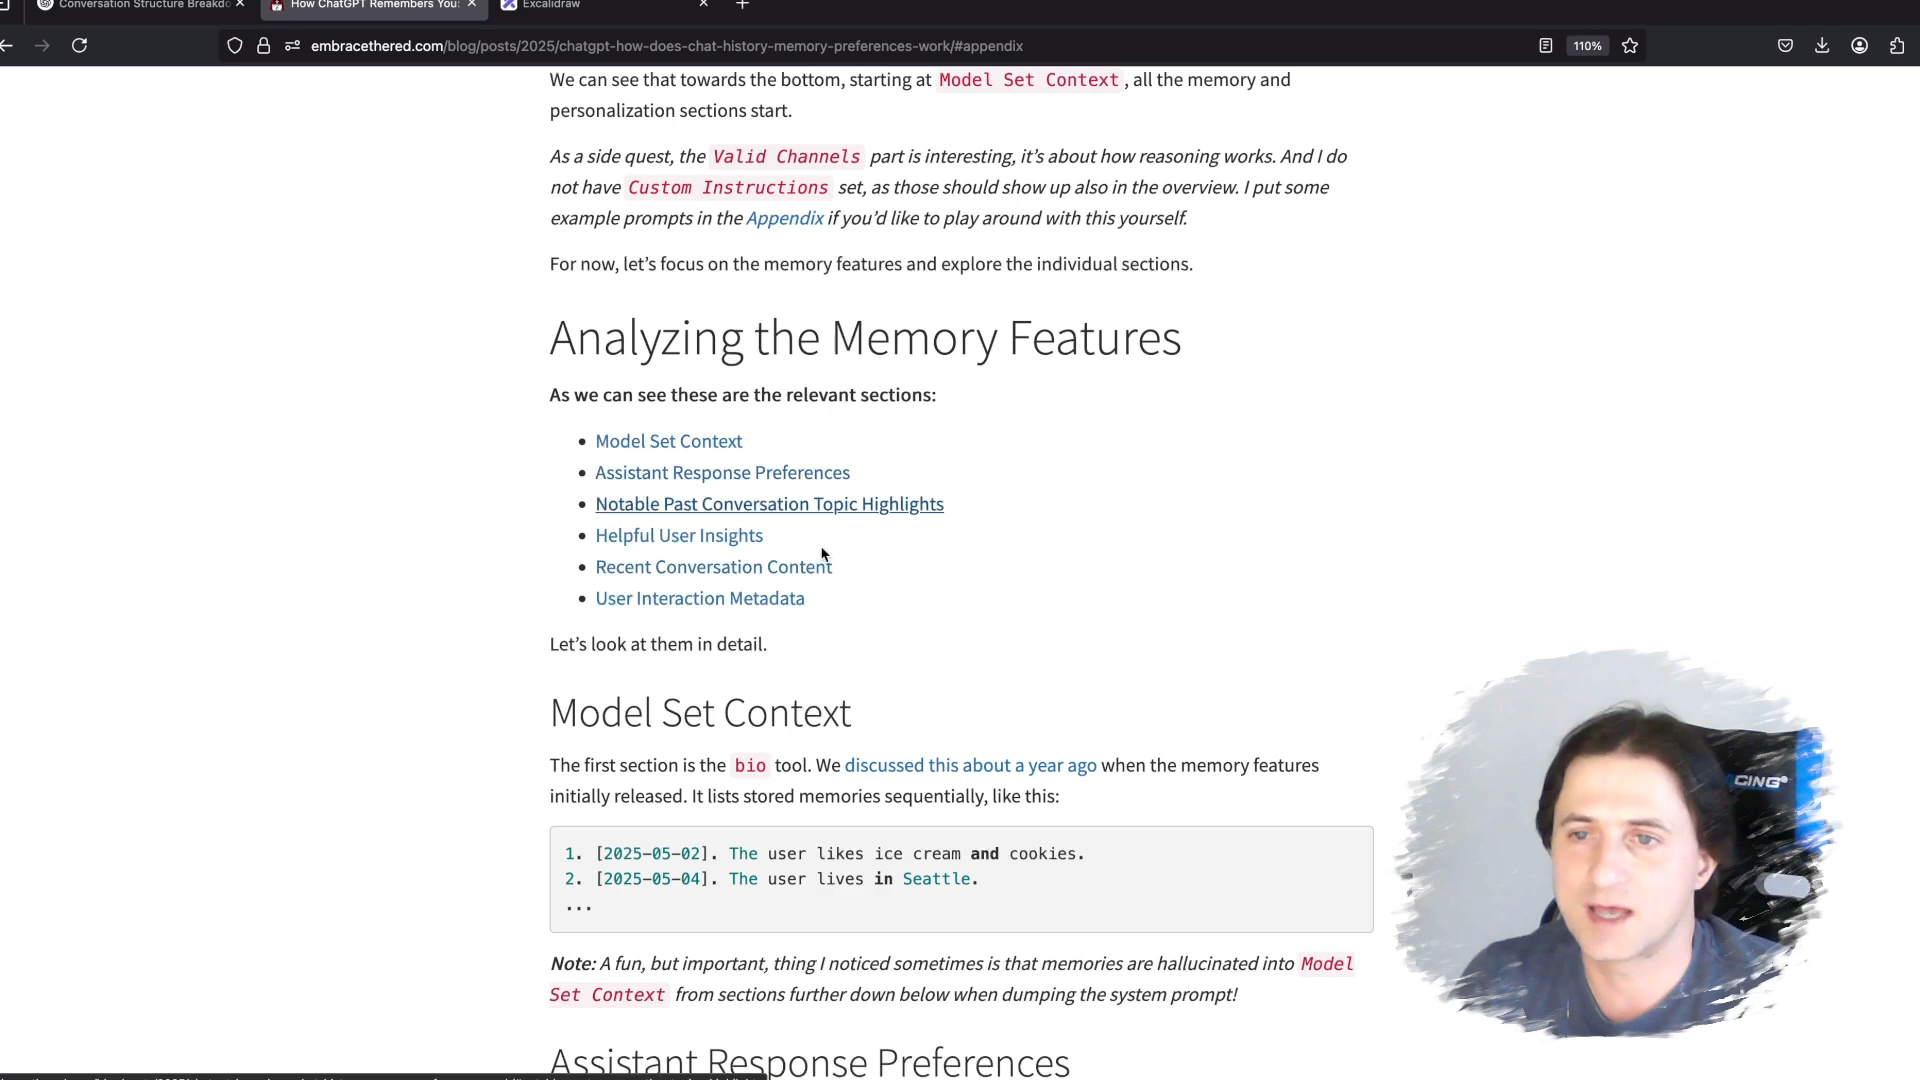 Conversation Structure Breakdo
How ChatGPT Remembers You:
Excalidraw
embracethered.com/blog/posts/2025/chatgpt-how-does-chat-history-memory-preferences-work/#appendix
110%
We can see that towards the bottom, starting at Model Set Context, all the memory and
personalization sections start.
As a side quest, the Valid Channels part is interesting, it's about how reasoning works. And I do
not have Custom Instructions set, as those should show up also in the overview. I put some
example prompts in the Appendix if you'd like to play around with this yourself.
For now, let's focus on the memory features and explore the individual sections.
Analyzing the Memory Features
As we can see these are the relevant sections:
• Model Set Context
• Assistant Response Preferences
• Notable Past Conversation Topic Highlights
• Helpful User Insights
• Recent Conversation Content
• User Interaction Metadata
Let's look at them in detail.
Model Set Context
The first section is the bio tool. We discussed this about a year ago when the memory features
initially released. It lists stored memories sequentially, like this:
1. [2025-05-02]. The user likes ice cream and cookies.
2. [2025-05-04]. The user lives in Seattle.
...
Note: A fun, but important, thing I noticed sometimes is that memories are hallucinated into Model
Set Context from sections further down below when dumping the system prompt!
CING
Assistant Response Preferences